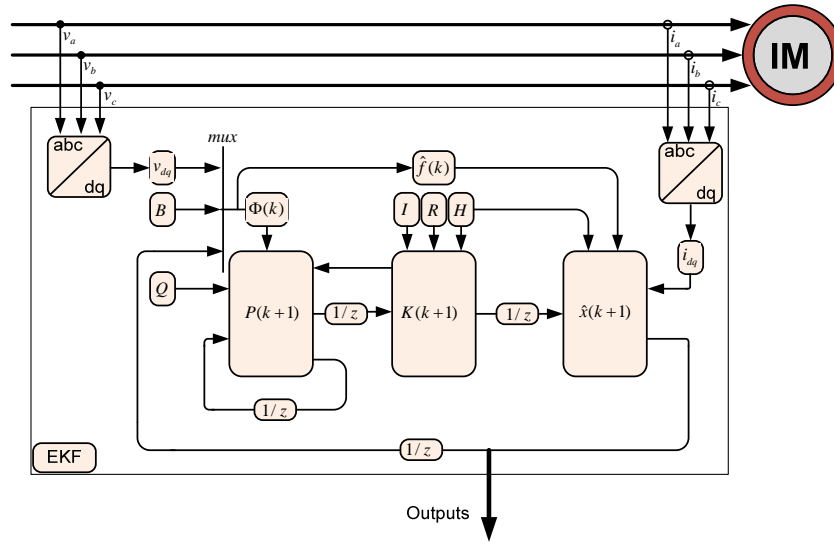 v_a
v_b
v_c
i_a
i_b
i_c
IM
abc
dq
v_dq
mux
B
Φ(k)
f̂(k)
I
R
H
abc
dq
i_dq
Q
P(k+1)
1/z
K(k+1)
1/z
x̂(k+1)
1/z
1/z
EKF
Outputs